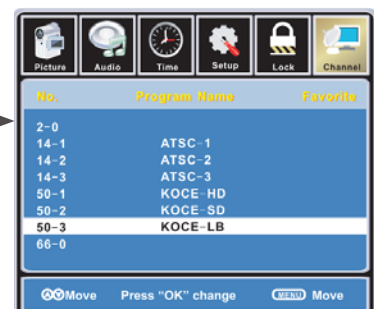 Picture Audio Time Setup Lock Channel
No. Program Name Favorite
2-0
14-1 ATSC-1
14-2 ATSC-2
14-3 ATSC-3
50-1 KOCE-HD
50-2 KOCE-SD
50-3 KOCE-LB
66-0
Move Press “OK” change MENU Move